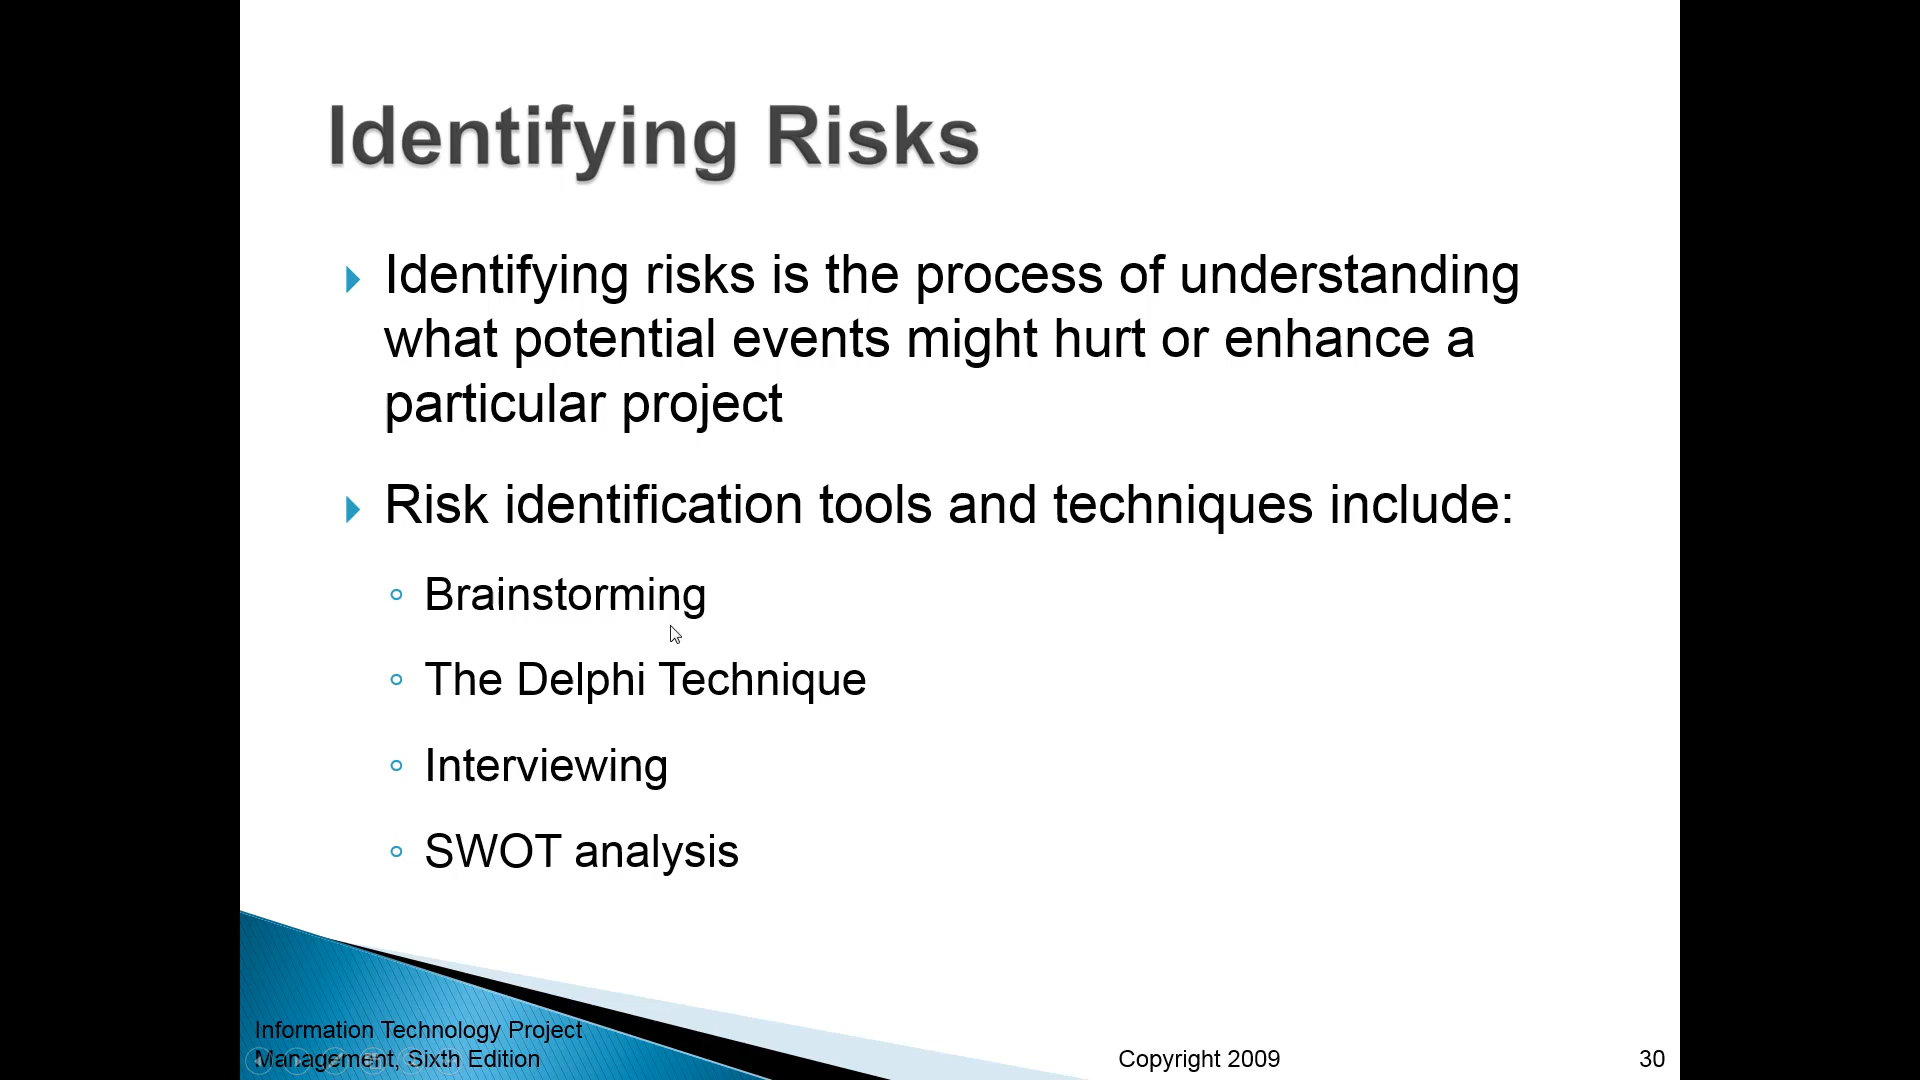 Identifying Risks
Identifying risks is the process of understanding
what potential events might hurt or enhance a
particular project
Risk identification tools and techniques include:
Brainstorming
The Delphi Technique
Interviewing
SWOT analysis
Information Technology Project
Management, Sixth Edition
Copyright 2009
30